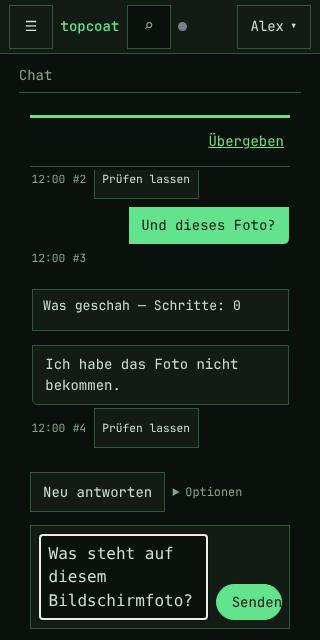 ☰ topcoat ⌕ Alex ▾
Chat
Übergeben
12:00 #2 Prüfen lassen
Und dieses Foto?
12:00 #3
Was geschah — Schritte: 0
Ich habe das Foto nicht
bekommen.
12:00 #4 Prüfen lassen
Neu antworten ▶ Optionen
Was steht auf
diesem
Bildschirmfoto?
Senden